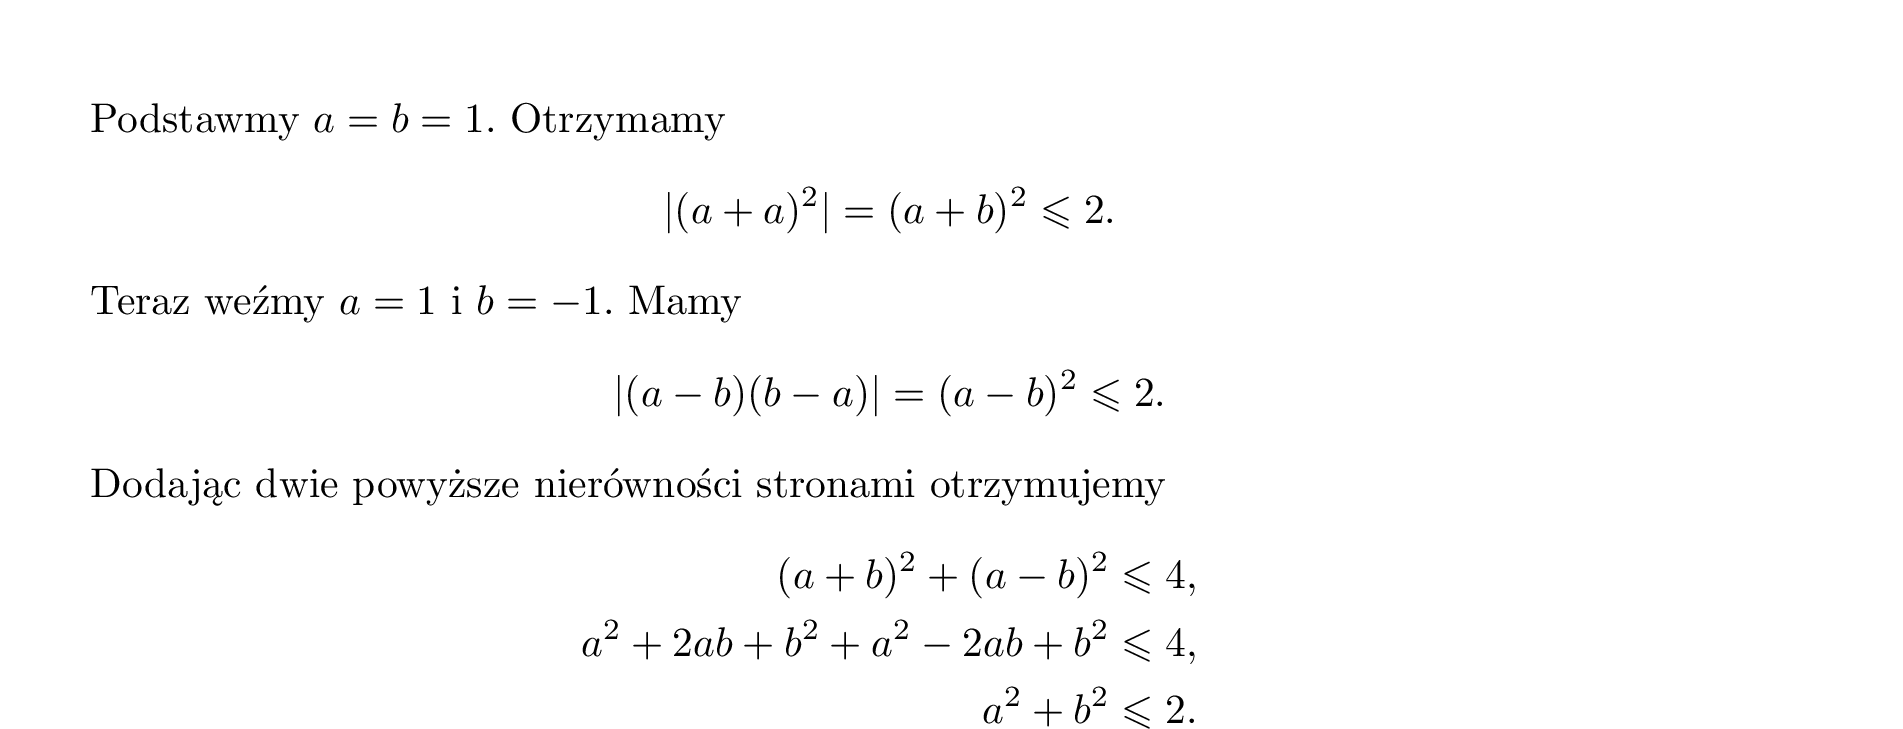 Podstawmy a = b = 1. Otrzymamy
|(a + a)² | = (a + b)² ⩽ 2.
Teraz weźmy a = 1 i b = −1. Mamy
|(a − b)(b − a)| = (a − b)² ⩽ 2.
Dodając dwie powyższe nierówności stronami otrzymujemy
(a + b)² + (a − b)² ⩽ 4,
a² + 2ab + b² + a² − 2ab + b² ⩽ 4,
a² + b² ⩽ 2.